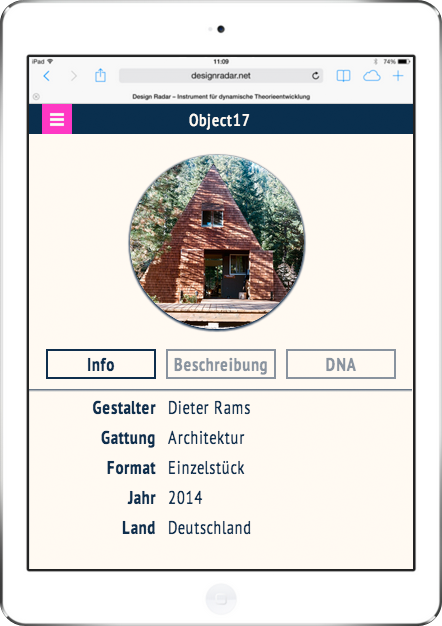 iPad 11:09 74%
designradar.net
Design Radar – Instrument für dynamische Theorieentwicklung
Object17
Info Beschreibung DNA
Gestalter Dieter Rams
Gattung Architektur
Format Einzelstück
Jahr 2014
Land Deutschland